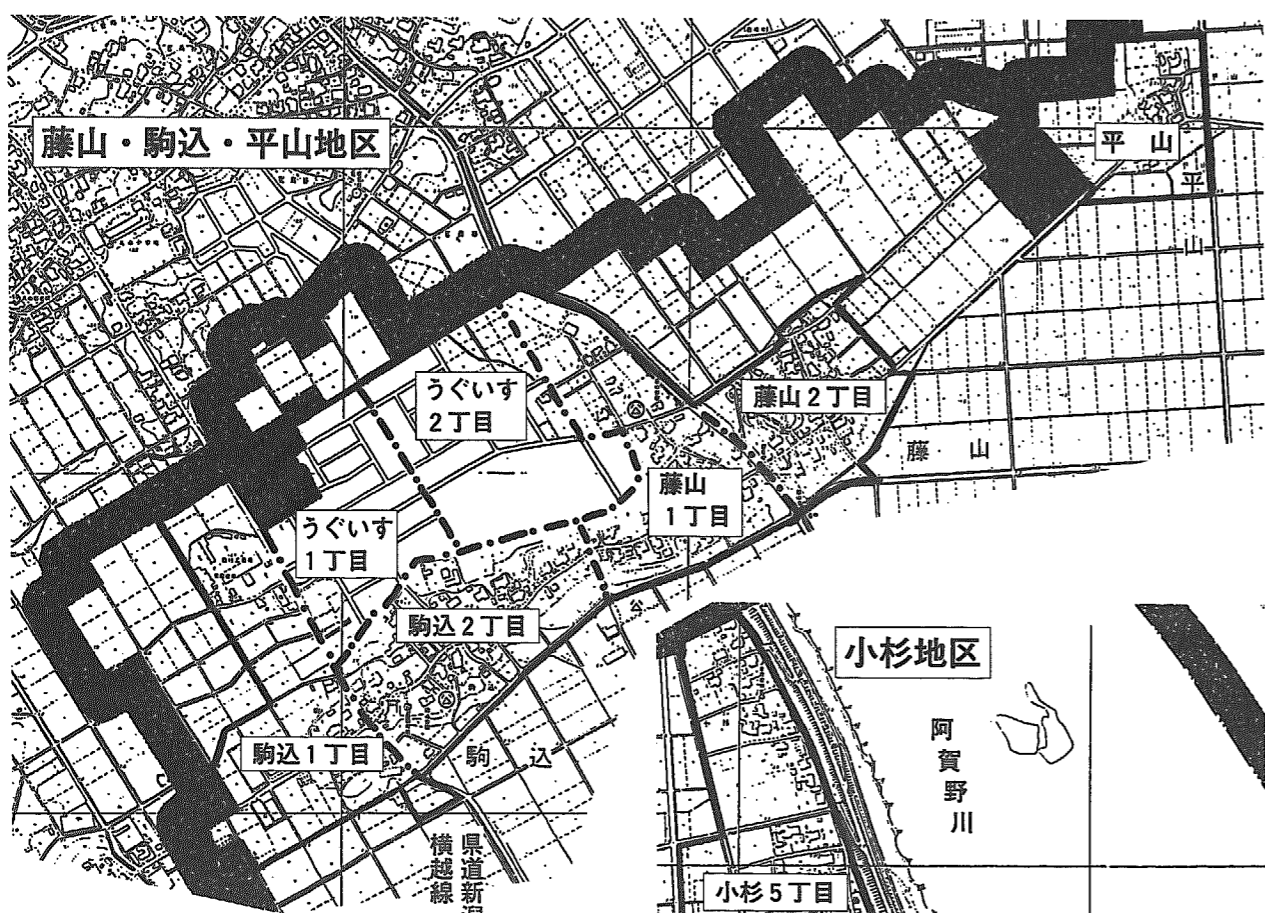 藤山・駒込・平山地区
平山
平山
うぐいす
2丁目
藤山2丁目
藤山
藤山
1丁目
うぐいす
1丁目
駒込2丁目
駒込1丁目
駒込
県道新潟
横越線
小杉地区
阿賀野川
小杉5丁目